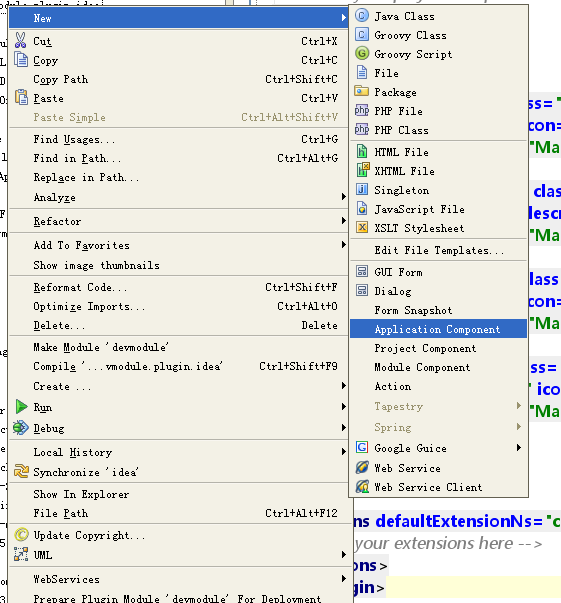 New
Cut Ctrl+X
Copy Ctrl+C
Copy Path Ctrl+Shift+C
Paste Ctrl+V
Paste Simple Ctrl+Alt+Shift+V
Find Usages... Ctrl+G
Find in Path... Ctrl+Alt+G
Replace in Path...
Analyze
Refactor
Add To Favorites
Show image thumbnails
Reformat Code... Ctrl+Shift+F
Optimize Imports... Ctrl+Alt+O
Delete... Delete
Make Module 'devmodule'
Compile '...vmodule.plugin.idea' Ctrl+Shift+F9
Create ...
Run
Debug
Local History
Synchronize 'idea'
Show In Explorer
File Path Ctrl+Alt+F12
Update Copyright...
UML
WebServices
Prepare Plugin Module 'devmodule' For Deployment
Java Class
Groovy Class
Groovy Script
File
Package
PHP File
PHP Class
HTML File
XHTML File
Singleton
JavaScript File
XSLT Stylesheet
Edit File Templates...
GUI Form
Dialog
Form Snapshot
Application Component
Project Component
Module Component
Action
Tapestry
Spring
Google Guice
Web Service
Web Service Client
ss="
con=
"Ma
clas
descr
"Ma
lass
con=
"Ma
ss=
" ico
"Ma
ns defaultExtensionNs="c
your extensions here -->
ons>
gin>